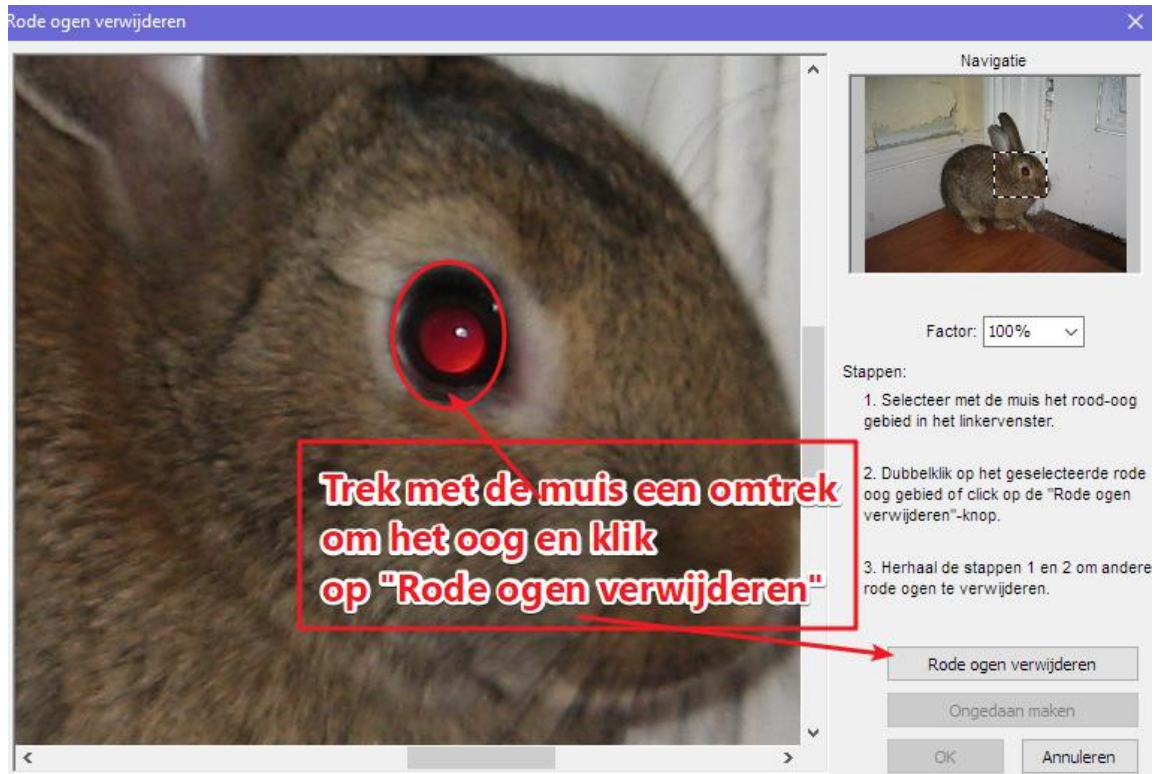 Rode ogen verwijderen
Navigatie
Factor: 100%
Stappen:
1. Selecteer met de muis het rood-oog
gebied in het linkervenster.
2. Dubbelklik op het geselecteerde rode
oog gebied of click op de "Rode ogen
verwijderen"-knop.
3. Herhaal de stappen 1 en 2 om andere
rode ogen te verwijderen.
Trek met de muis een omtrek
om het oog en klik
op "Rode ogen verwijderen"
Rode ogen verwijderen
Ongedaan maken
OK
Annuleren